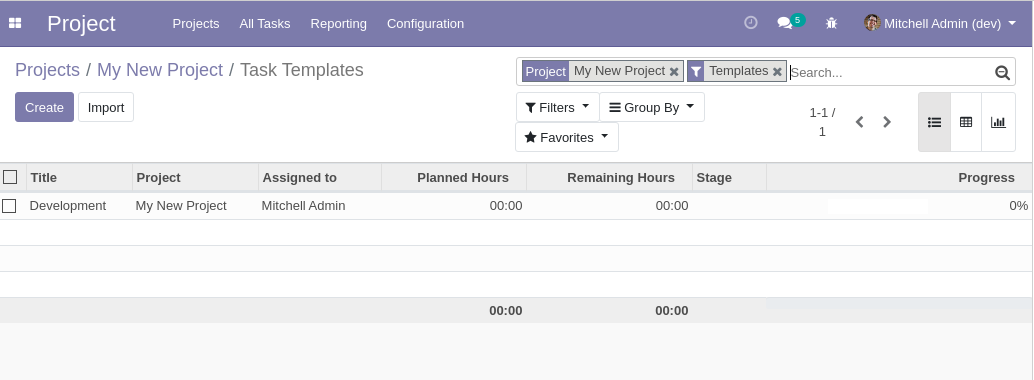 Project Projects All Tasks Reporting Configuration 5 Mitchell Admin (dev)
Projects / My New Project / Task Templates
Project My New Project Templates Search...
Create Import
Filters Group By
Favorites
1-1 /
1
Title Project Assigned to Planned Hours Remaining Hours Stage Progress
Development My New Project Mitchell Admin 00:00 00:00 0%
00:00 00:00